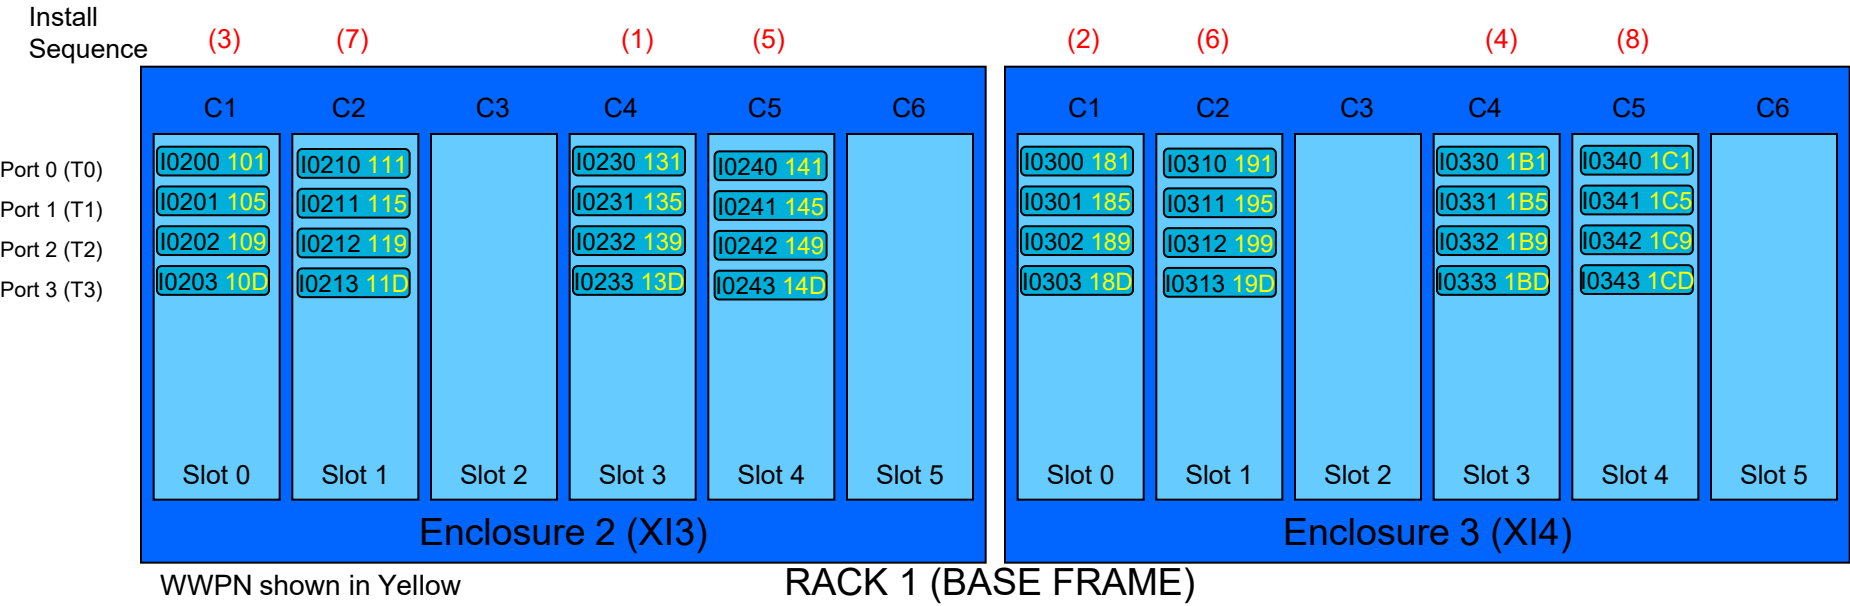 Install
Sequence (3) (7) (1) (5) (2) (6) (4) (8)
C1 C2 C3 C4 C5 C6 C1 C2 C3 C4 C5 C6
Port 0 (T0) I0200 101 I0210 111 I0230 131 I0240 141 I0300 181 I0310 191 I0330 1B1 I0340 1C1
Port 1 (T1) I0201 105 I0211 115 I0231 135 I0241 145 I0301 185 I0311 195 I0331 1B5 I0341 1C5
Port 2 (T2) I0202 109 I0212 119 I0232 139 I0242 149 I0302 189 I0312 199 I0332 1B9 I0342 1C9
Port 3 (T3) I0203 10D I0213 11D I0233 13D I0243 14D I0303 18D I0313 19D I0333 1BD I0343 1CD
Slot 0 Slot 1 Slot 2 Slot 3 Slot 4 Slot 5 Slot 0 Slot 1 Slot 2 Slot 3 Slot 4 Slot 5
Enclosure 2 (XI3) Enclosure 3 (XI4)
WWPN shown in Yellow RACK 1 (BASE FRAME)